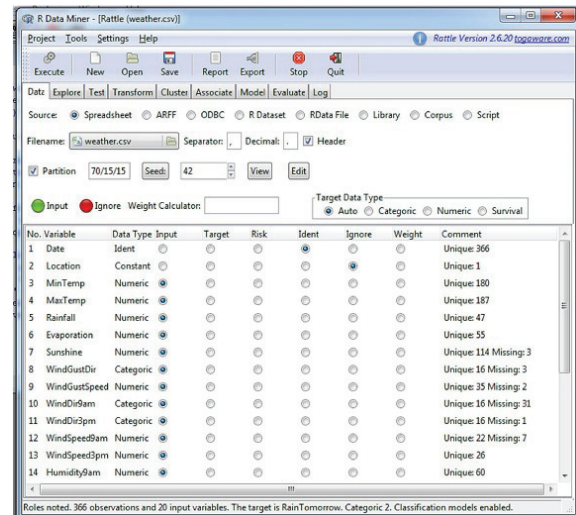 R Data Miner - [Rattle (weather.csv)]
Project Tools Settings Help
Rattle Version 2.6.20 togaware.com
Execute New Open Save Report Export Stop Quit
Data Explore Test Transform Cluster Associate Model Evaluate Log
Source: Spreadsheet ARFF ODBC R Dataset RData File Library Corpus Script
Filename: weather.csv Separator: , Decimal: . Header
Partition 70/15/15 Seed: 42 View Edit
Input Ignore Weight Calculator: Target Data Type
Auto Categoric Numeric Survival
No. Variable Data Type Input Target Risk Ident Ignore Weight Comment
1 Date Ident Unique: 366
2 Location Constant Unique: 1
3 MinTemp Numeric Unique: 180
4 MaxTemp Numeric Unique: 187
5 Rainfall Numeric Unique: 47
6 Evaporation Numeric Unique: 55
7 Sunshine Numeric Unique: 114 Missing: 3
8 WindGustDir Categoric Unique: 16 Missing: 3
9 WindGustSpeed Numeric Unique: 35 Missing: 2
10 WindDir9am Categoric Unique: 16 Missing: 31
11 WindDir3pm Categoric Unique: 16 Missing: 1
12 WindSpeed9am Numeric Unique: 22 Missing: 7
13 WindSpeed3pm Numeric Unique: 26
14 Humidity9am Numeric Unique: 60
Roles noted. 366 observations and 20 input variables. The target is RainTomorrow. Categoric 2. Classification models enabled.